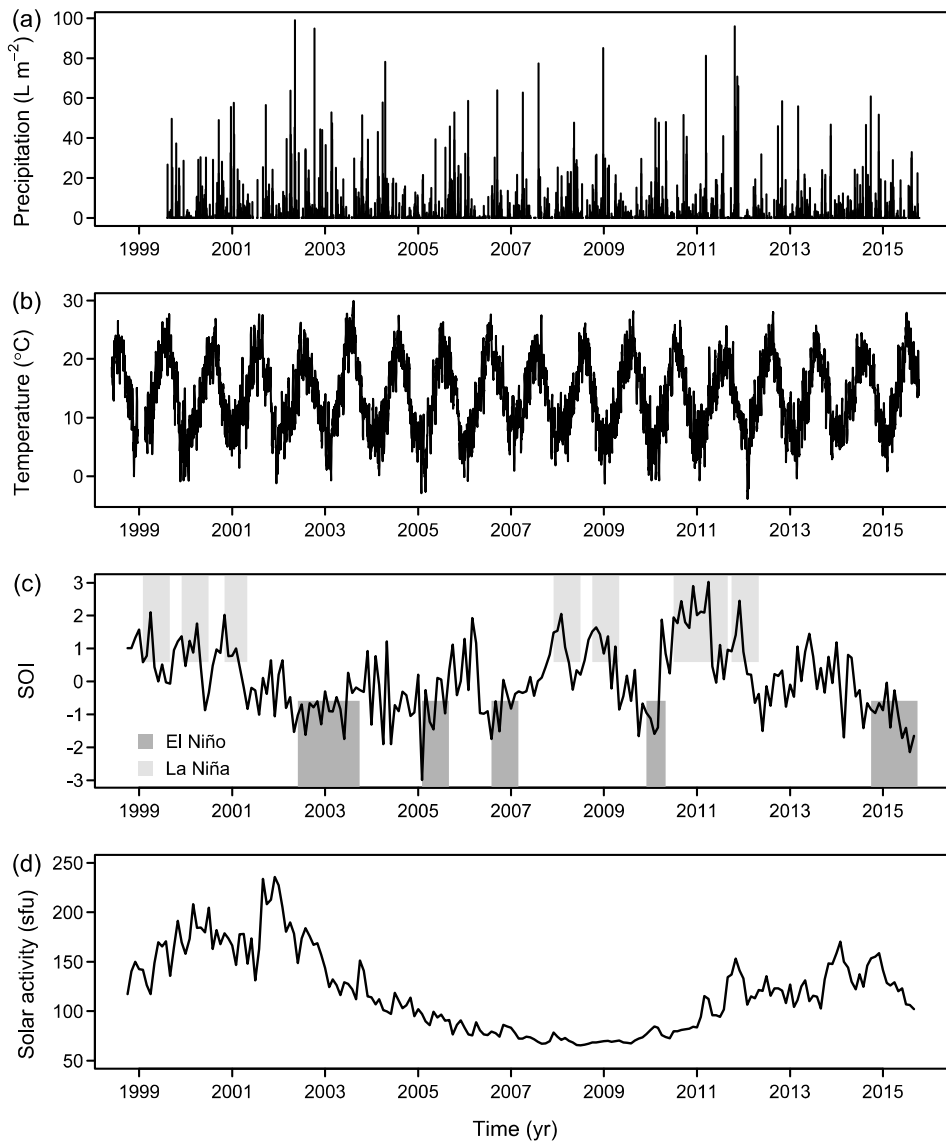 (a)
Precipitation (L m⁻²)
100
80
60
40
20
0
1999 2001 2003 2005 2007 2009 2011 2013 2015
(b)
Temperature (°C)
30
20
10
0
1999 2001 2003 2005 2007 2009 2011 2013 2015
(c)
SOI
3
2
1
0
-1
-2
-3
El Niño
La Niña
1999 2001 2003 2005 2007 2009 2011 2013 2015
(d)
Solar activity (sfu)
250
200
150
100
50
1999 2001 2003 2005 2007 2009 2011 2013 2015
Time (yr)